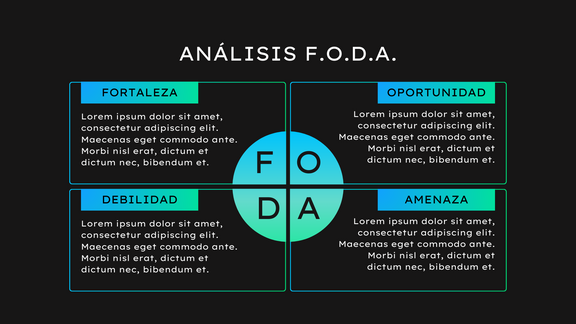 ANÁLISIS F.O.D.A.
FORTALEZA
Lorem ipsum dolor sit amet,
consectetur adipiscing elit.
Maecenas eget commodo ante.
Morbi nisl erat, dictum et
dictum nec, bibendum et.
OPORTUNIDAD
Lorem ipsum dolor sit amet,
consectetur adipiscing elit.
Maecenas eget commodo ante.
Morbi nisl erat, dictum et
dictum nec, bibendum et.
F O
D A
DEBILIDAD
Lorem ipsum dolor sit amet,
consectetur adipiscing elit.
Maecenas eget commodo ante.
Morbi nisl erat, dictum et
dictum nec, bibendum et.
AMENAZA
Lorem ipsum dolor sit amet,
consectetur adipiscing elit.
Maecenas eget commodo ante.
Morbi nisl erat, dictum et
dictum nec, bibendum et.